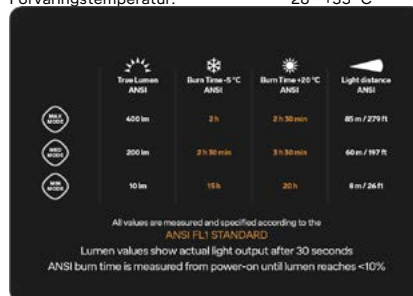 True Lumen Burn Time -5 °C Burn Time +20 °C Light distance
ANSI ANSI ANSI ANSI
MAX MODE 400 lm 2 h 2 h 30 min 85 m / 279 ft
MED MODE 200 lm 2 h 30 min 3 h 30 min 60 m / 197 ft
MIN MODE 10 lm 15 h 20 h 8 m / 26 ft
All values are measured and specified according to the
ANSI FL1 STANDARD
Lumen values show actual light output after 30 seconds
ANSI burn time is measured from power-on until lumen reaches <10%